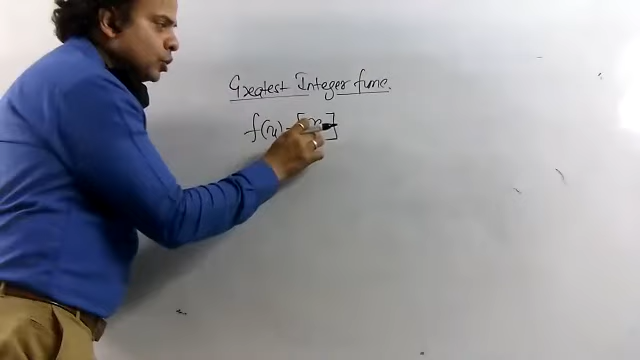 Greatest Integer func.
f(x) = [x]